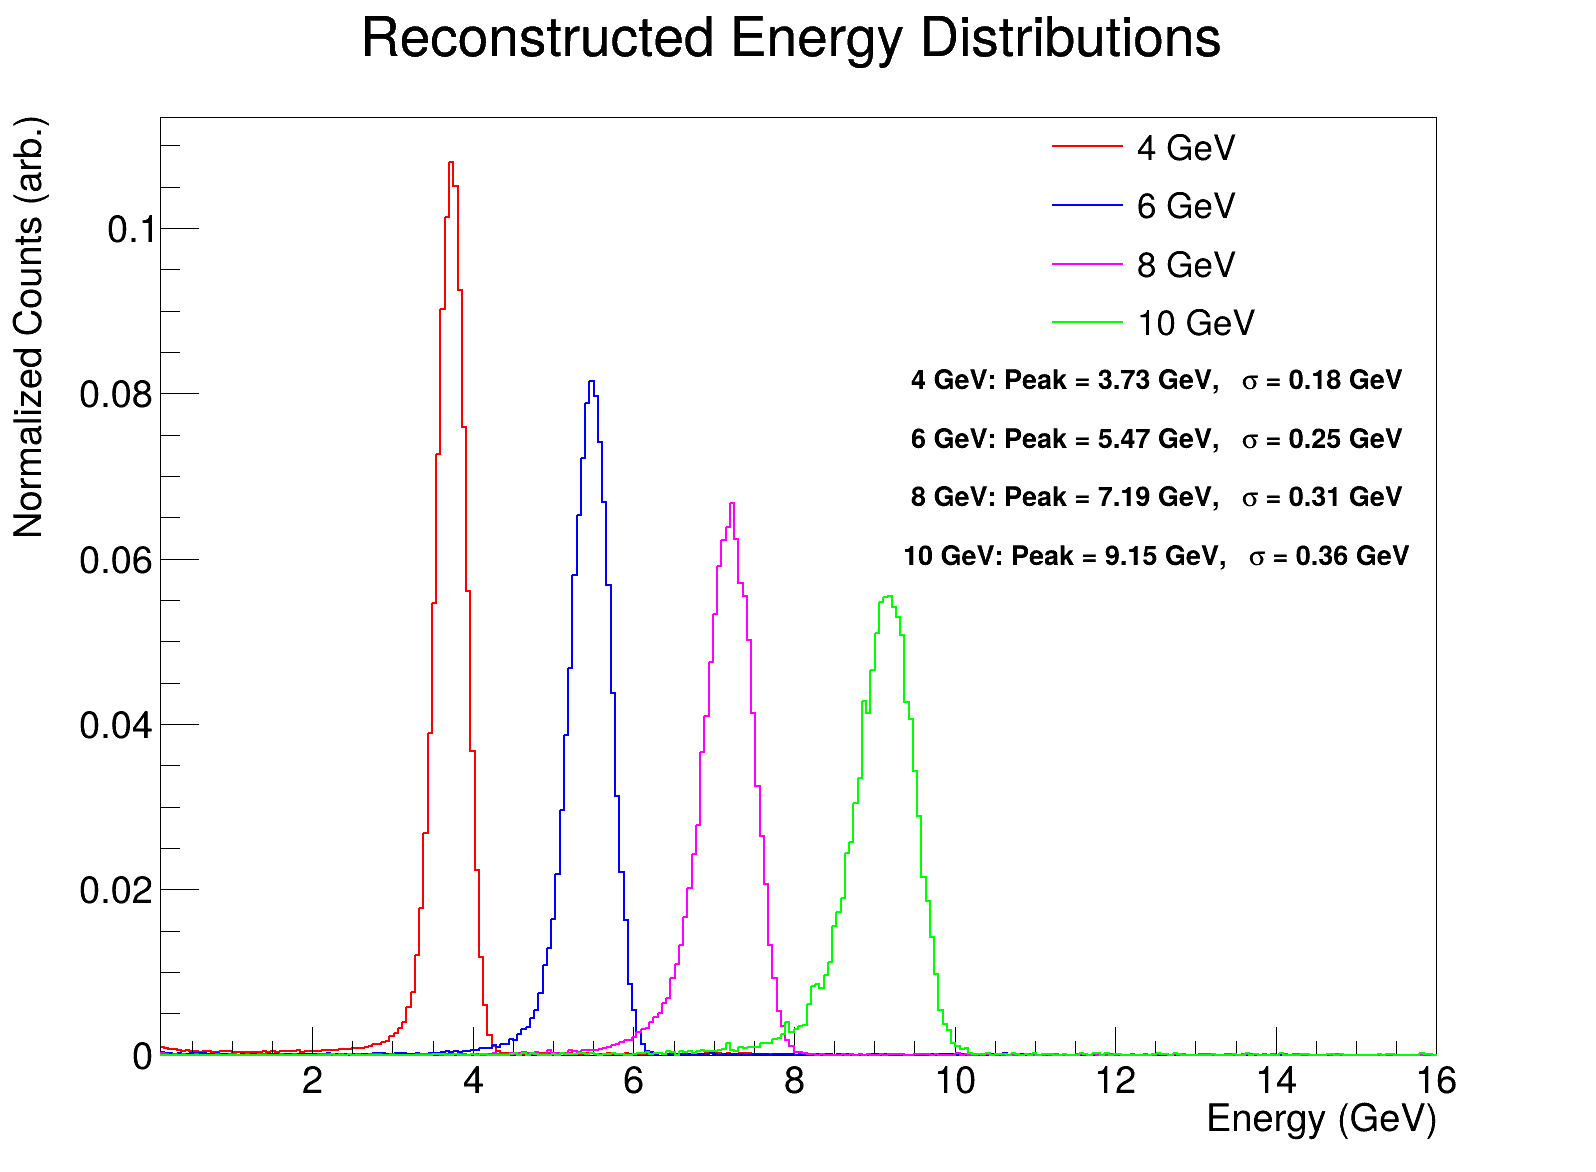 Reconstructed Energy Distributions
Normalized Counts (arb.)
0.1
0.08
0.06
0.04
0.02
0
4 GeV
6 GeV
8 GeV
10 GeV
4 GeV: Peak = 3.73 GeV, σ = 0.18 GeV
6 GeV: Peak = 5.47 GeV, σ = 0.25 GeV
8 GeV: Peak = 7.19 GeV, σ = 0.31 GeV
10 GeV: Peak = 9.15 GeV, σ = 0.36 GeV
2 4 6 8 10 12 14 16
Energy (GeV)